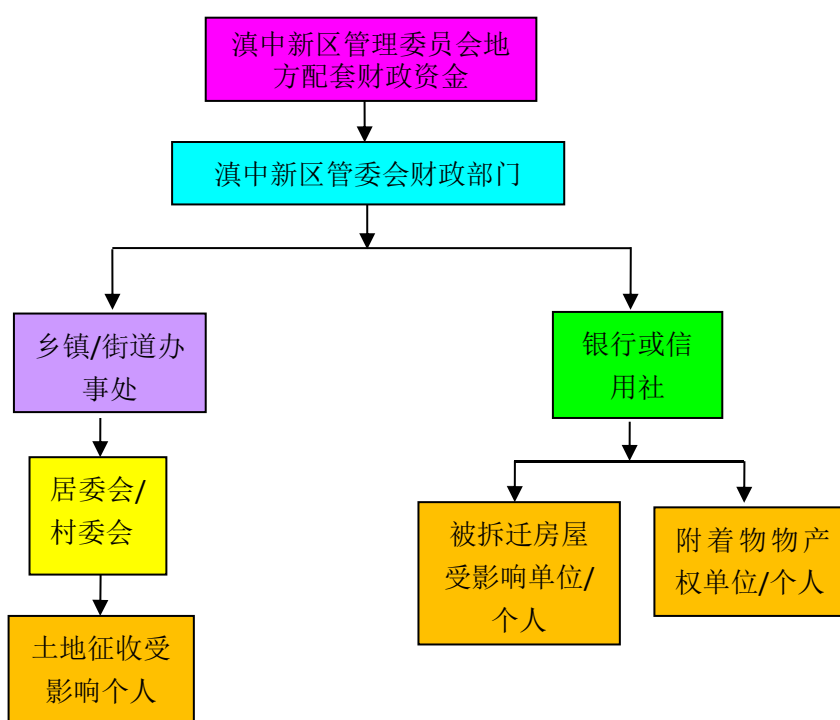 滇中新区管理委员会地
方配套财政资金
滇中新区管委会财政部门
乡镇/街道办
事处
银行或信
用社
居委会/
村委会
被拆迁房屋
受影响单位/
个人
附着物物产
权单位/个人
土地征收受
影响个人